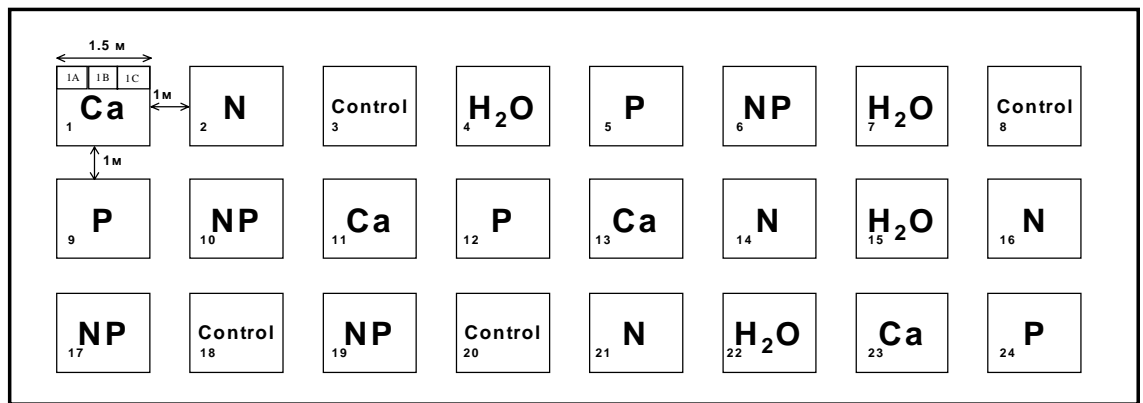 1.5 м
1A 1B 1C
Ca N Control H₂O P NP H₂O Control
1м
1 2 3 4 5 6 7 8
1м
P NP Ca P Ca N H₂O N
9 10 11 12 13 14 15 16
NP Control NP Control N H₂O Ca P
17 18 19 20 21 22 23 24